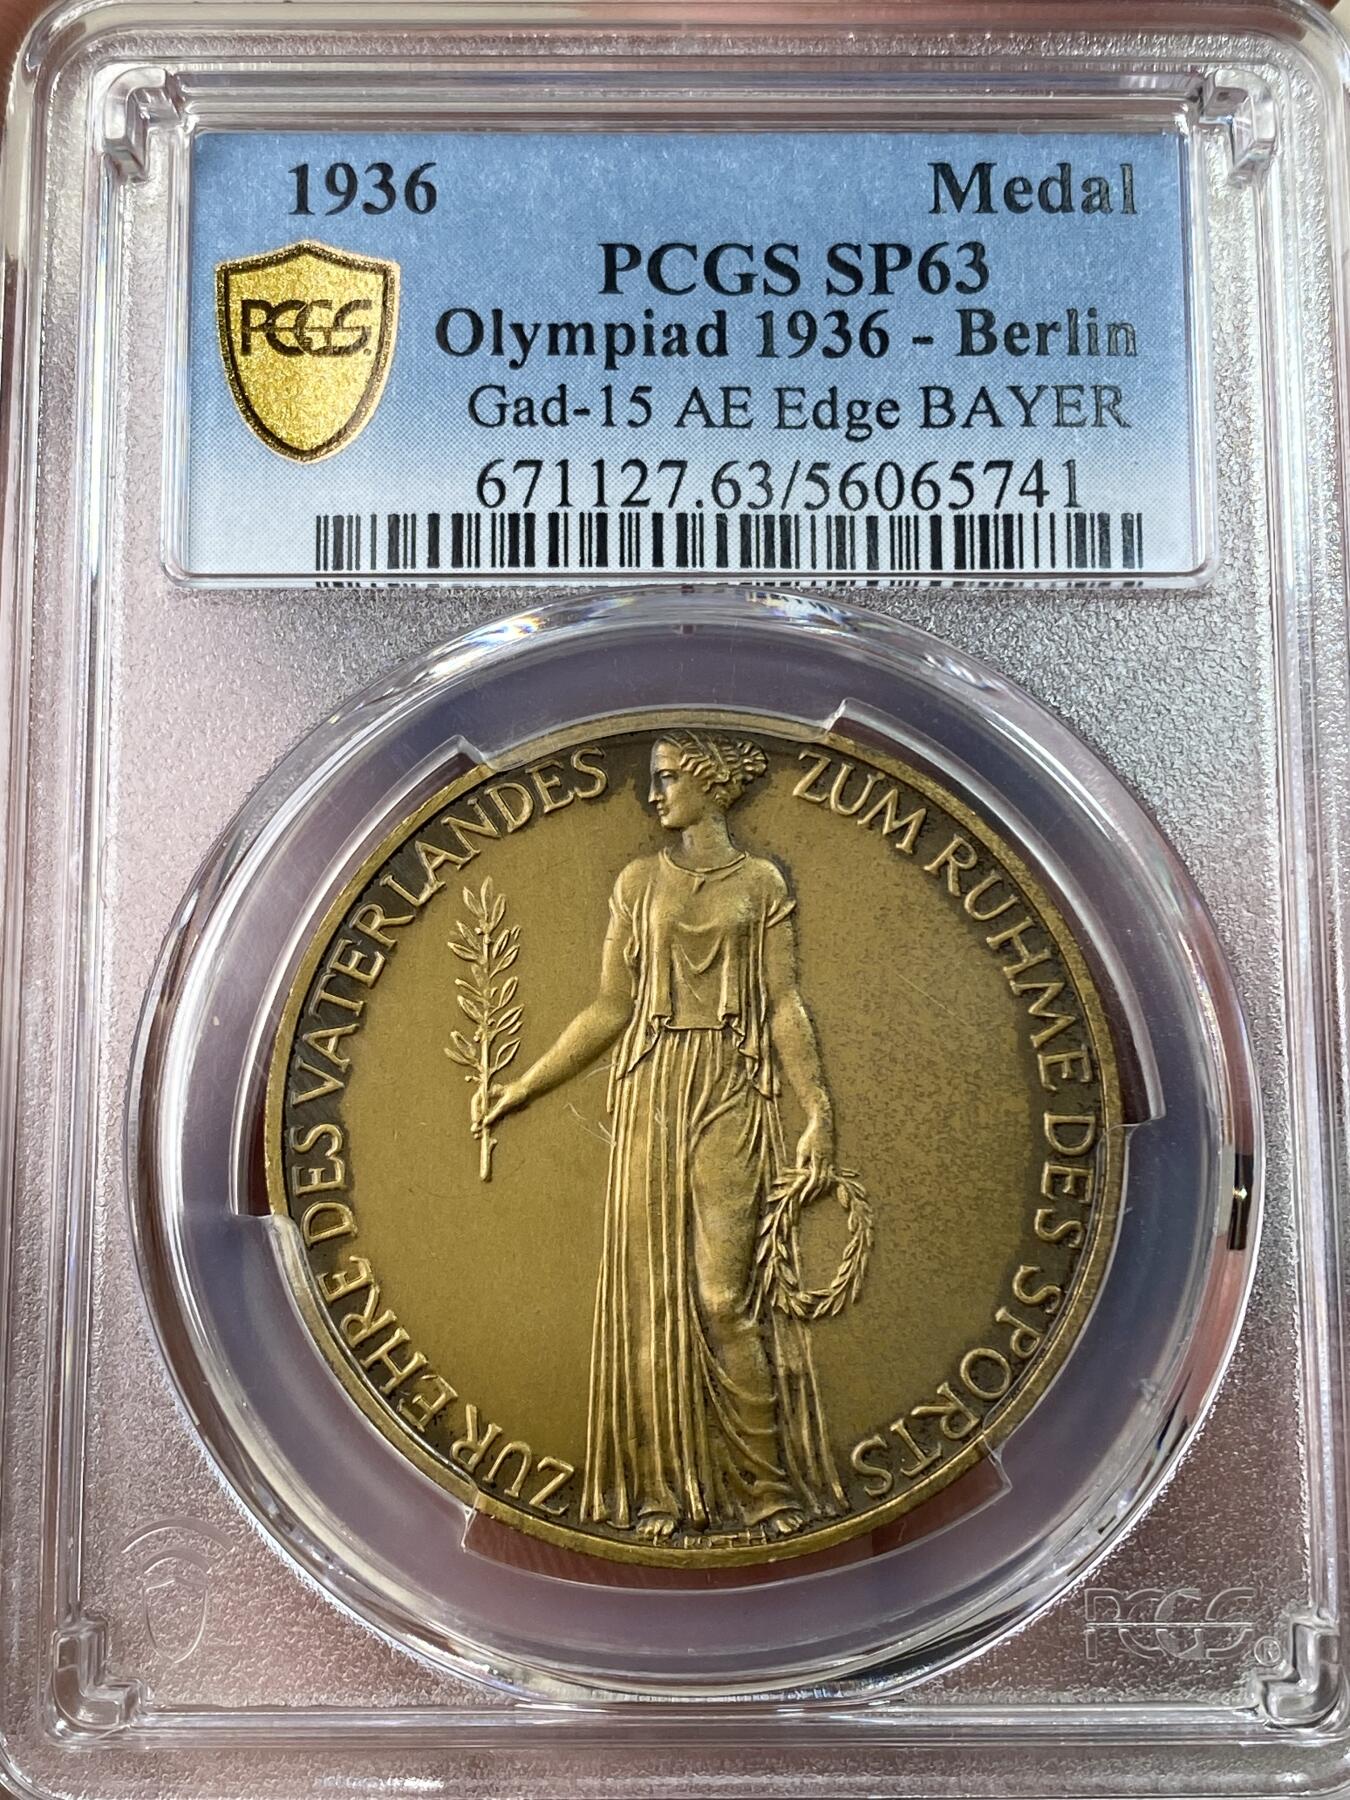 1936 Medal
PCGS SP63
PCGS Olympiad 1936 - Berlin
Gad-15 AE Edge BAYER
671127.63/56065741
ZUR EHRE DES VATERLANDES ZUM RUHME DES SPORTS
PCGS